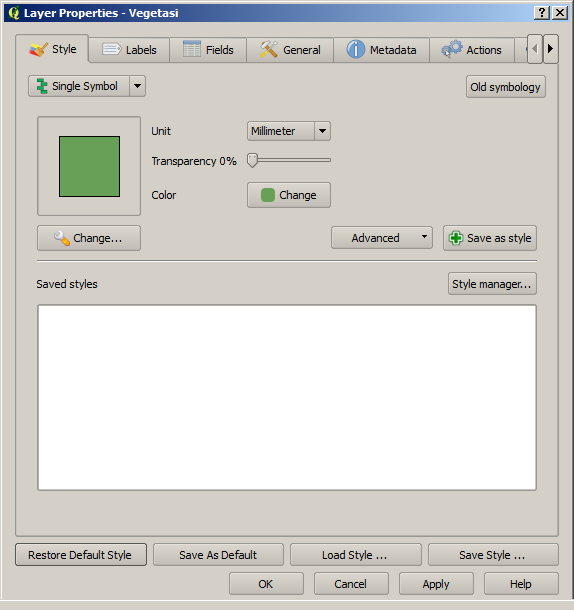 Layer Properties - Vegetasi
Style Labels Fields General Metadata Actions
Single Symbol Old symbology
Unit Millimeter
Transparency 0%
Color Change
Change... Advanced Save as style
Saved styles Style manager...
Restore Default Style Save As Default Load Style ... Save Style ...
OK Cancel Apply Help